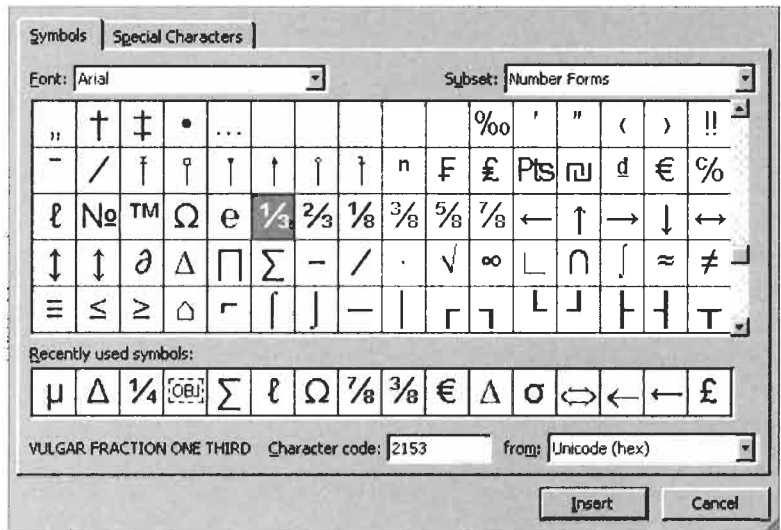 Symbols Special Characters
Font: Arial Subset: Number Forms
„ † ‡ • … ‰ ′ ″ ‹ › ‼
n ₣ ₤ Pts ₪ ₫ € %
ℓ № ™ Ω ℮ ⅓ ⅔ ⅛ ⅜ ⅝ ⅞ ← ↑ → ↓ ↔
↕ ↨ ∂ ∆ ∏ ∑ − ∕ ∙ √ ∞ ∟ ∩ ∫ ≈ ≠
≡ ≤ ≥ ⌂ ⌐ ⌠ ⌡ ─ │ ┌ ┐ └ ┘ ├ ┤ ┬
Recently used symbols:
µ ∆ ¼ OBJ ∑ ℓ Ω ⅞ ⅜ € Δ σ ⇔ ← ← £
VULGAR FRACTION ONE THIRD Character code: 2153 from: Unicode (hex)
Insert Cancel